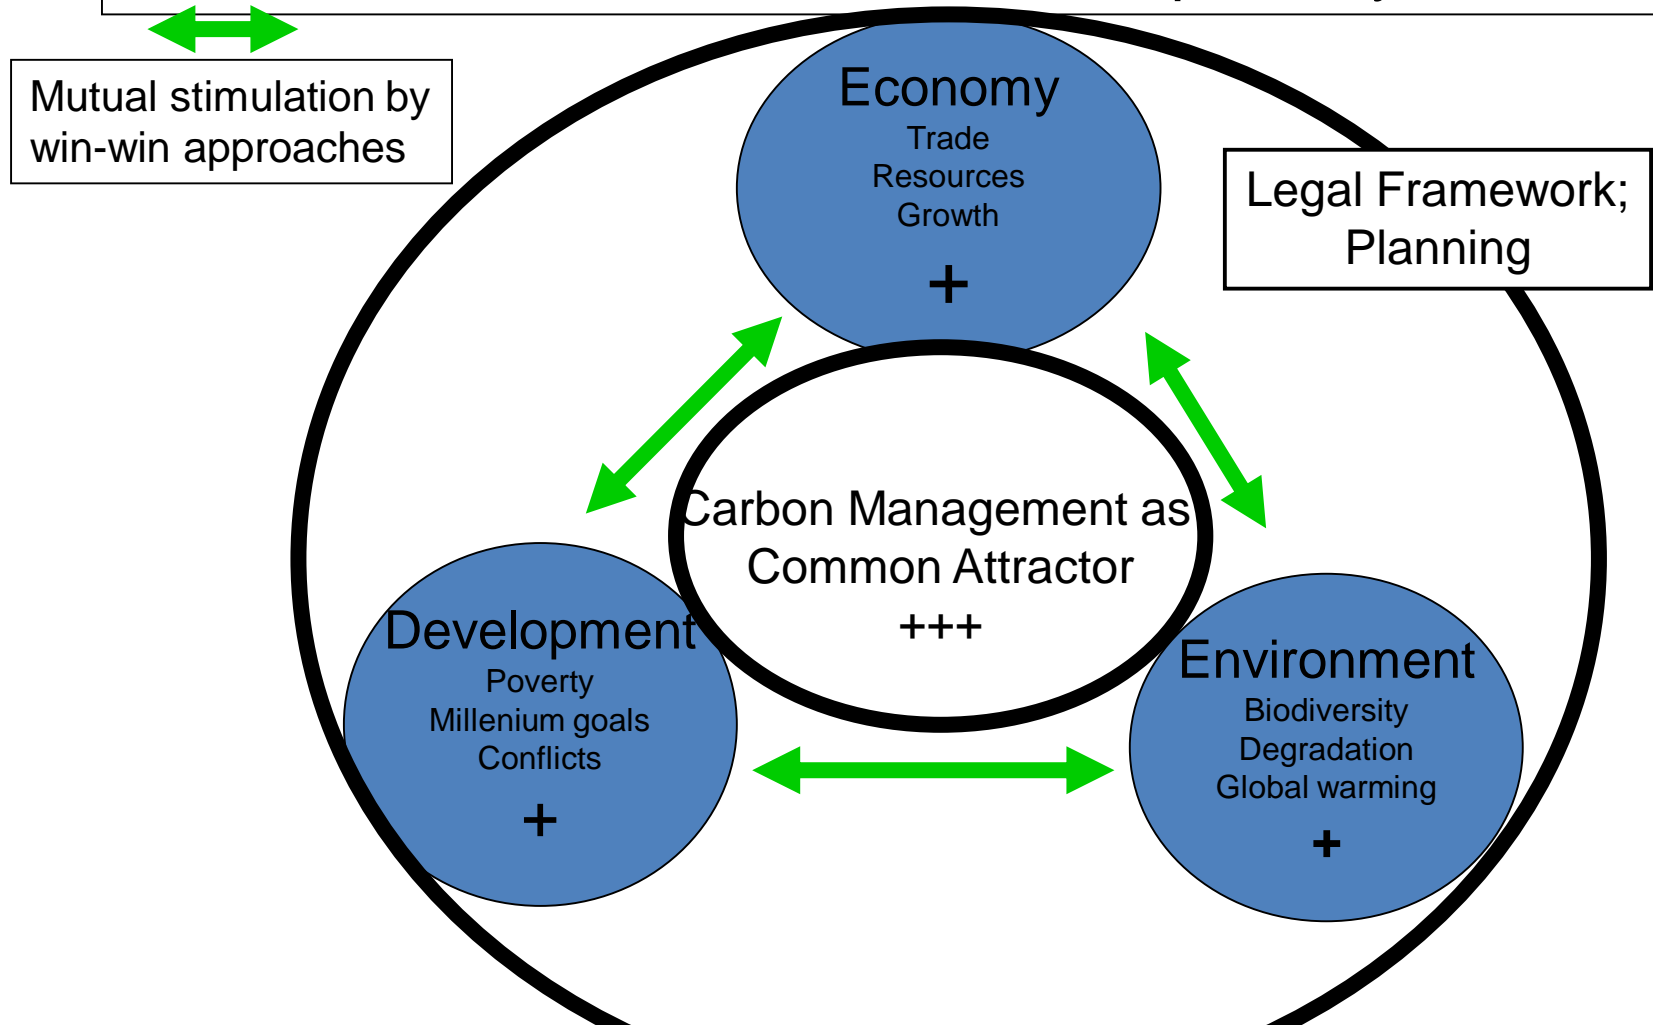 Mutual stimulation by
win-win approaches
Economy
Trade
Resources
Growth
+
Legal Framework;
Planning
Carbon Management as
Common Attractor
+++
Development
Poverty
Millenium goals
Conflicts
+
Environment
Biodiversity
Degradation
Global warming
+